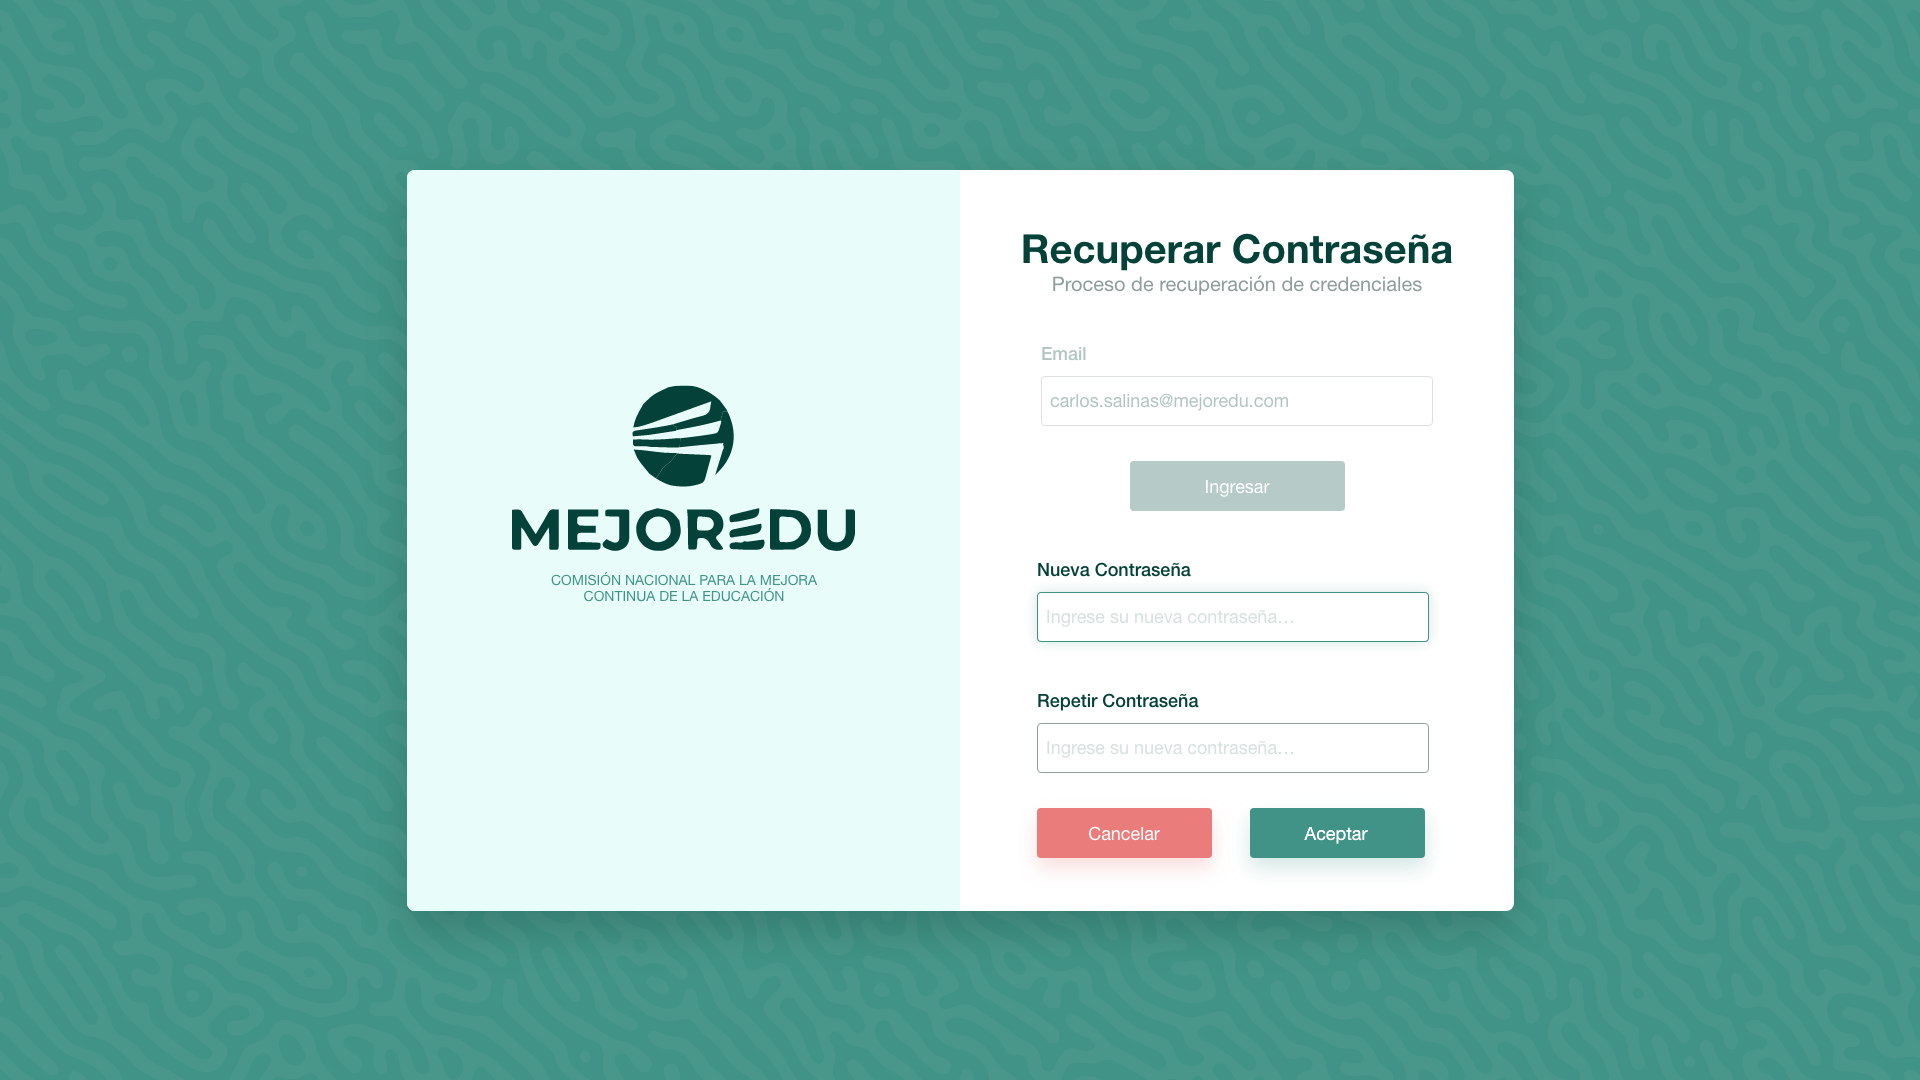 MEJOREDU
COMISIÓN NACIONAL PARA LA MEJORA
CONTINUA DE LA EDUCACIÓN
Recuperar Contraseña
Proceso de recuperación de credenciales
Email
carlos.salinas@mejoredu.com
Ingresar
Nueva Contraseña
Ingrese su nueva contraseña...
Repetir Contraseña
Ingrese su nueva contraseña...
Cancelar
Aceptar